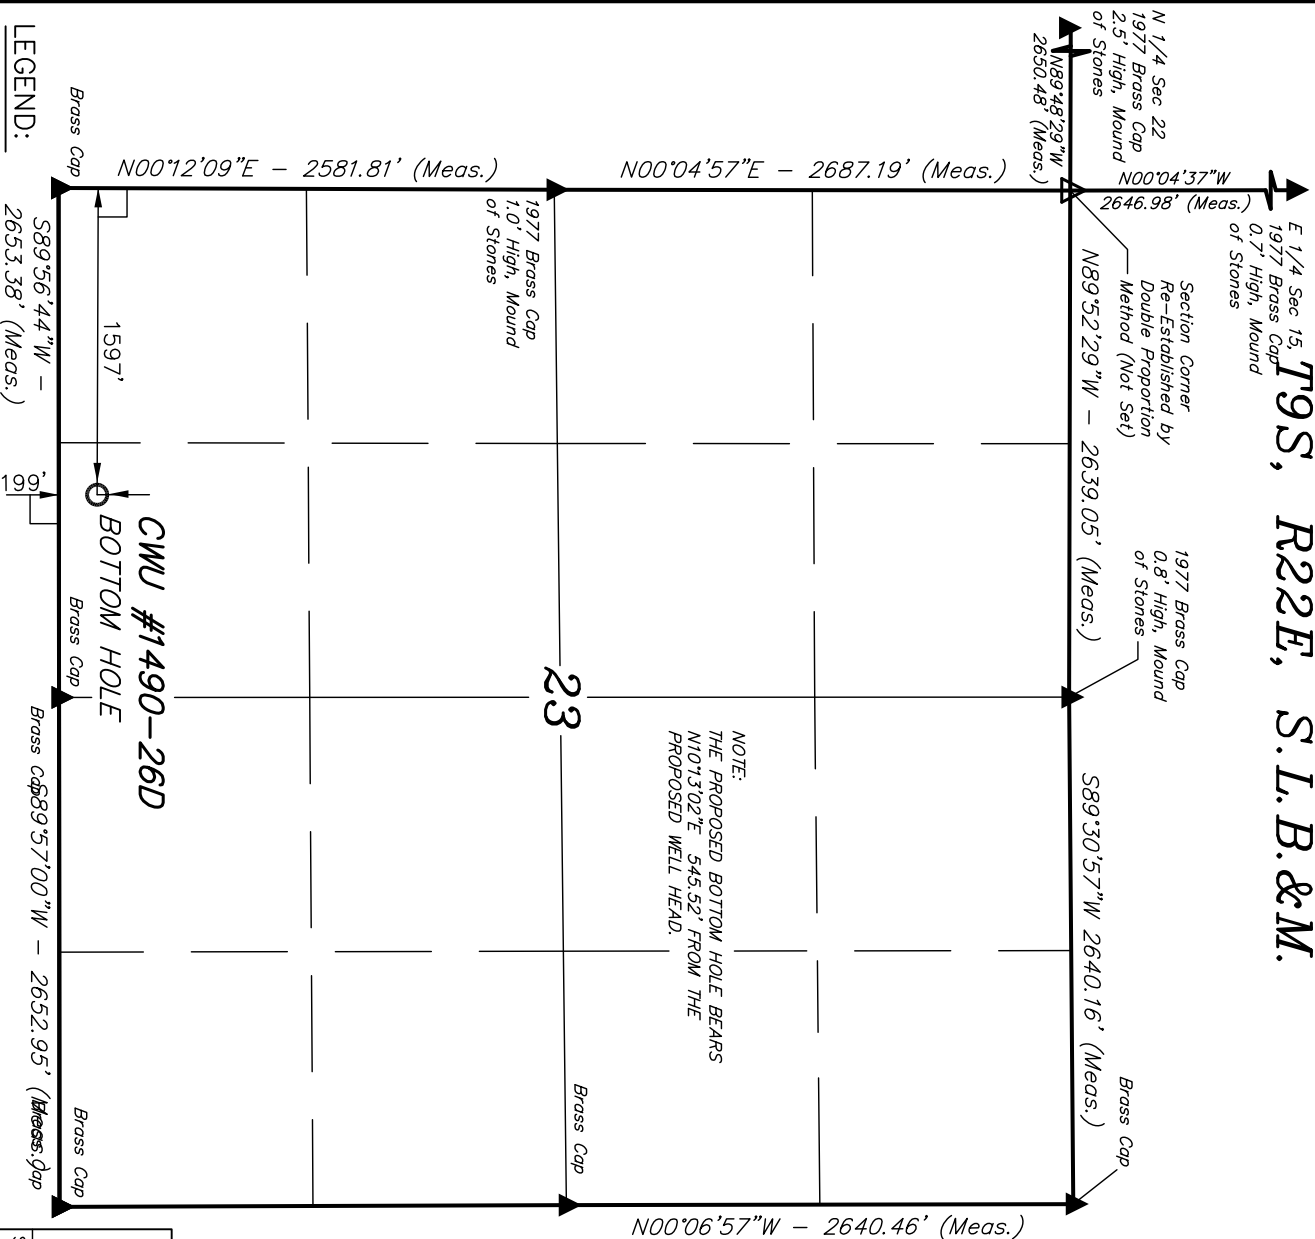 T9S, R22E, S.L.B.&M.
E 1/4 Sec 15,
1977 Brass Cap
0.7' High, Mound
of Stones
N 1/4 Sec 22
1977 Brass Cap
2.5' High, Mound
of Stones
N89°48'29"W
2650.48' (Meas.)
N00°04'37"W
2646.98' (Meas.)
Section Corner
Re-Established by
Double Proportion
Method (Not Set)
1977 Brass Cap
0.8' High, Mound
of Stones
Brass Cap
N89°52'29"W - 2639.05' (Meas.)
S89°30'57"W 2640.16' (Meas.)
N00°04'57"E - 2687.19' (Meas.)
NOTE:
THE PROPOSED BOTTOM HOLE BEARS
N10°13'02"E 545.52' FROM THE
PROPOSED WELL HEAD.
N00°06'57"W - 2640.46' (Meas.)
1977 Brass Cap
1.0' High, Mound
of Stones
23
Brass Cap
N00°12'09"E - 2581.81' (Meas.)
CWU #1490-26D
BOTTOM HOLE
1597'
199'
Brass Cap
Brass Cap
Brass Cap
Brass Cap
Brass Cap
S89°56'44"W -
2653.38' (Meas.)
S89°57'00"W - 2652.95' (Meas.)
LEGEND: